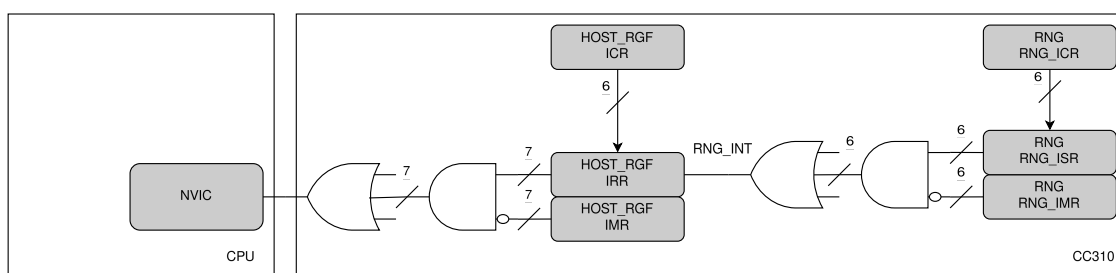 HOST_RGF
ICR
RNG
RNG_ICR
6
6
RNG_INT
6
6
RNG
RNG_ISR
7
7
HOST_RGF
IRR
NVIC
6
RNG
RNG_IMR
7
HOST_RGF
IMR
CPU
CC310